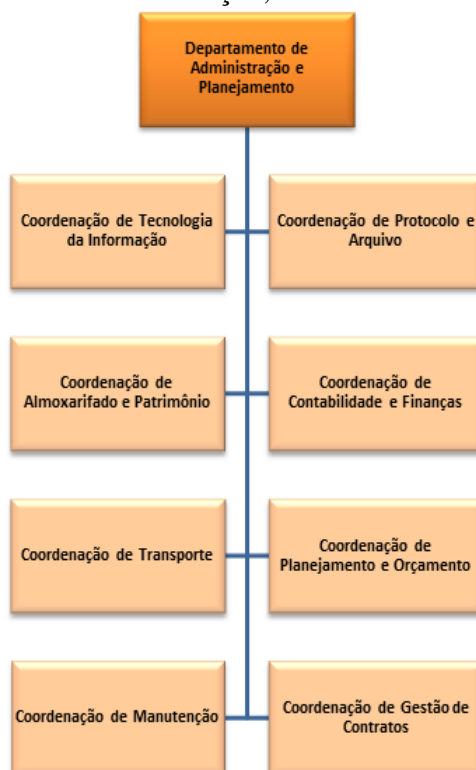 Departamento de
Administração e
Planejamento
Coordenação de Tecnologia
da Informação
Coordenação de Protocolo e
Arquivo
Coordenação de
Almoxarifado e Patrimônio
Coordenação de
Contabilidade e Finanças
Coordenação de Transporte
Coordenação de
Planejamento e Orçamento
Coordenação de Manutenção
Coordenação de Gestão de
Contratos